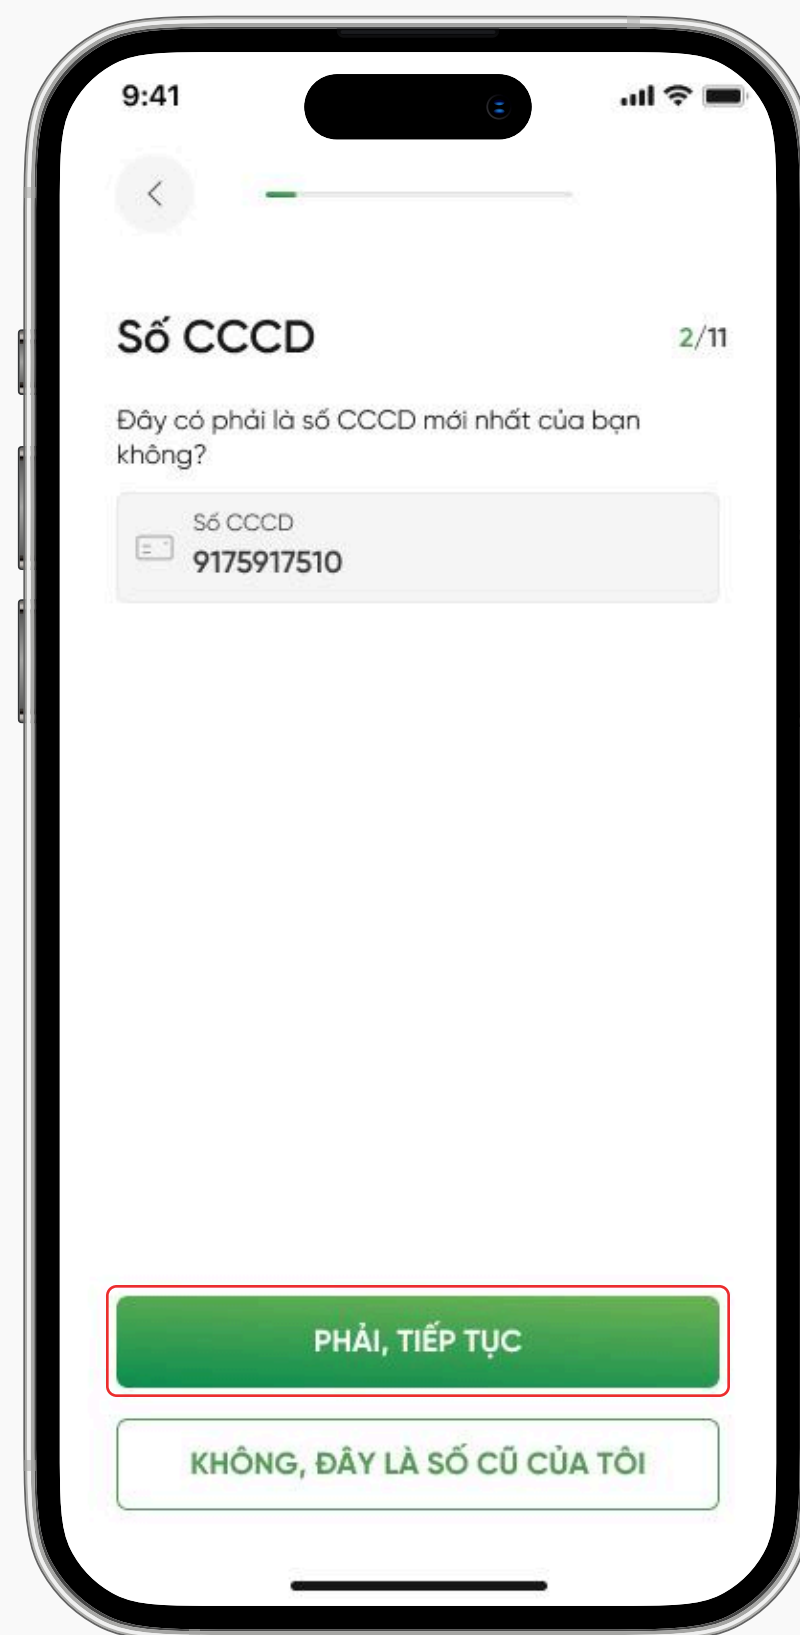 9:41
Số CCCD
2/11
Đây có phải là số CCCD mới nhất của bạn
không?
Số CCCD
9175917510
PHẢI, TIẾP TỤC
KHÔNG, ĐÂY LÀ SỐ CŨ CỦA TÔI